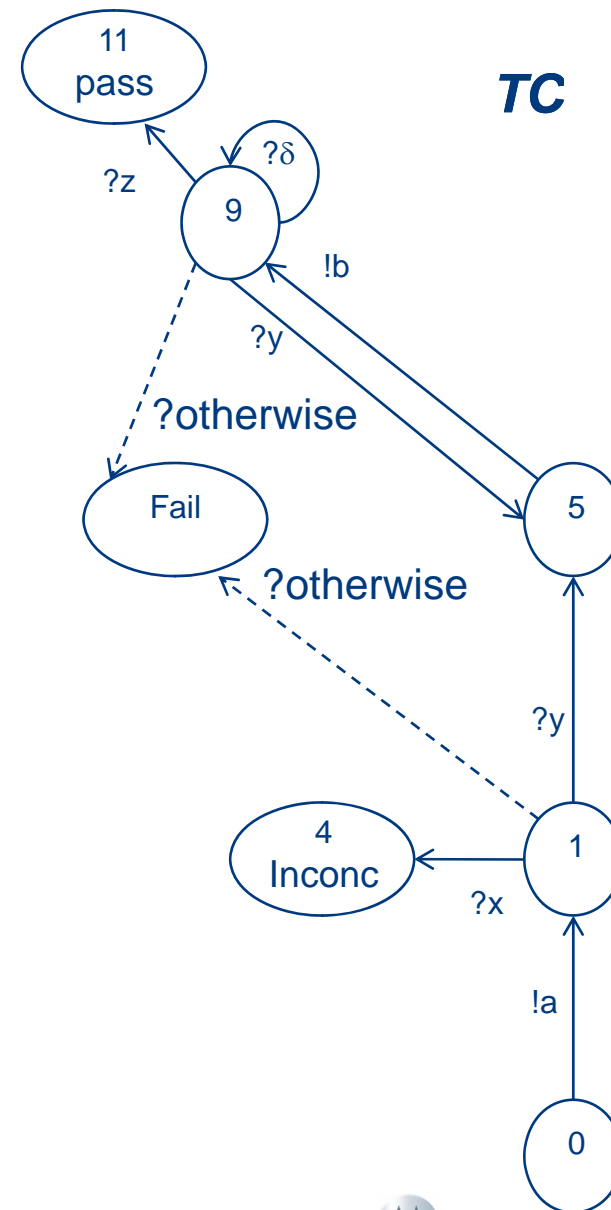 11
pass
TC
?δ
?z
9
!b
?y
?otherwise
Fail
5
?otherwise
?y
4
Inconc
1
?x
!a
0